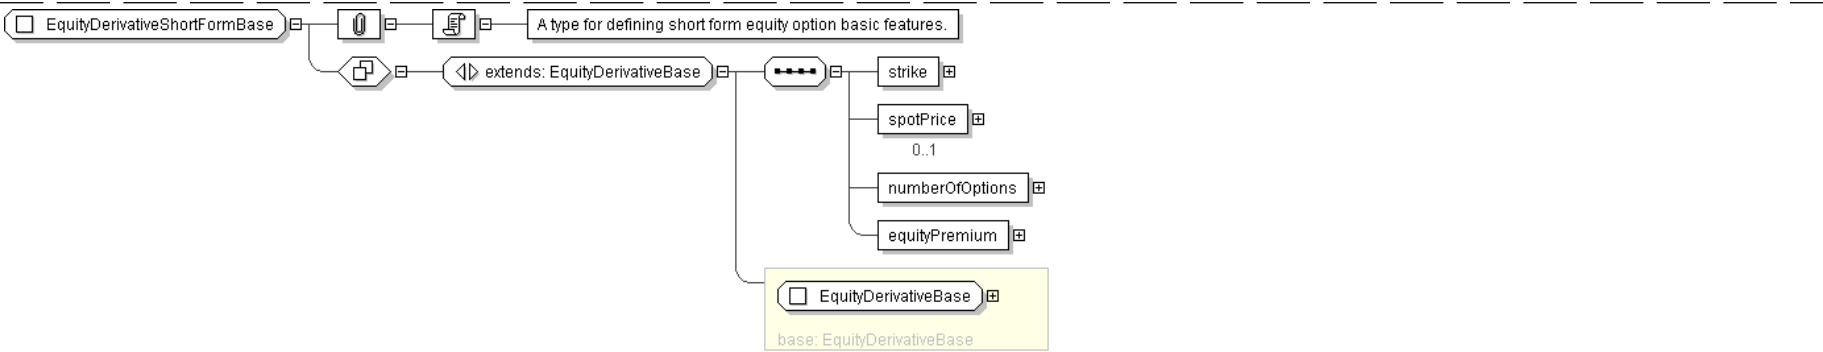 EquityDerivativeShortFormBase
A type for defining short form equity option basic features.
extends: EquityDerivativeBase
strike
spotPrice
0..1
numberOfOptions
equityPremium
EquityDerivativeBase
base: EquityDerivativeBase